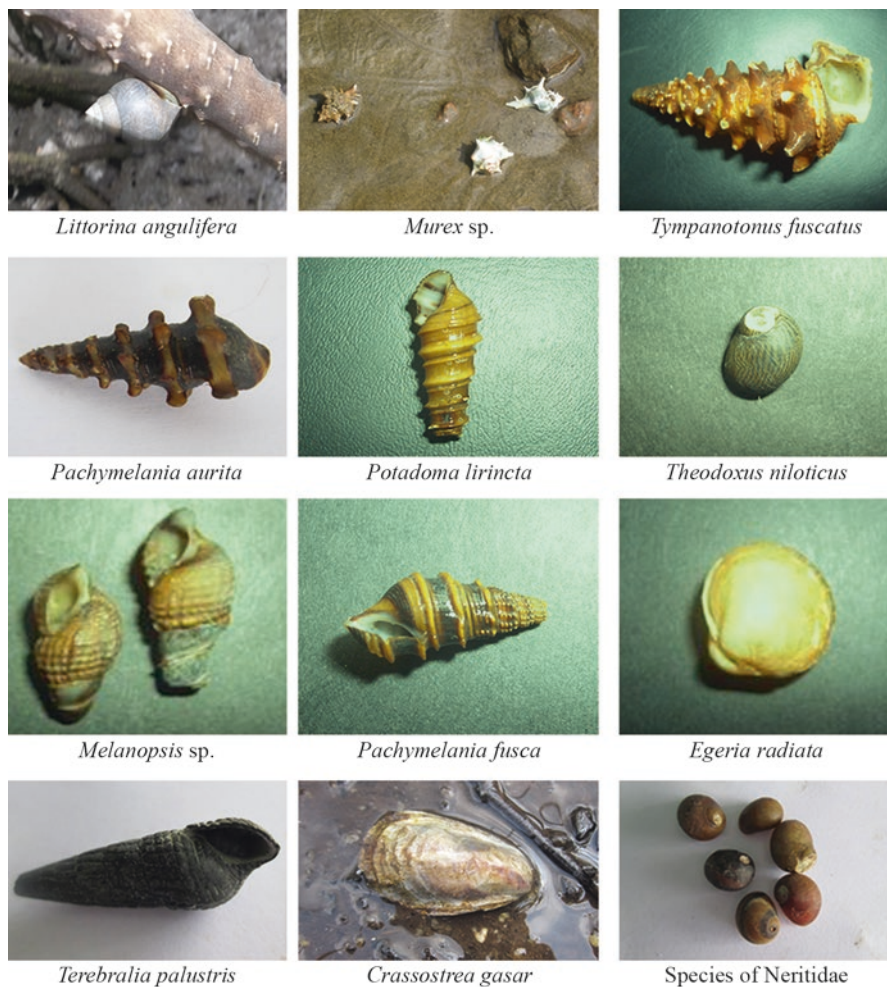 Littorina angulifera
Murex sp.
Tympanotonus fuscatus
Pachymelania aurita
Potadoma lirincta
Theodoxus niloticus
Melanopsis sp.
Pachymelania fusca
Egeria radiata
Terebralia palustris
Crassostrea gasar
Species of Neritidae